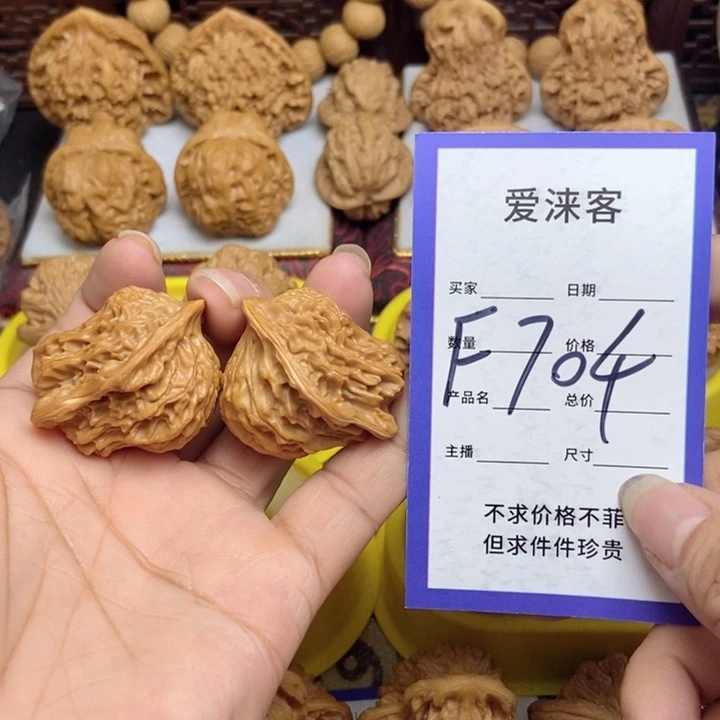 爱涞客
买家 日期
数量 价格
F704
产品名 总价
主播 尺寸
不求价格不菲
但求件件珍贵